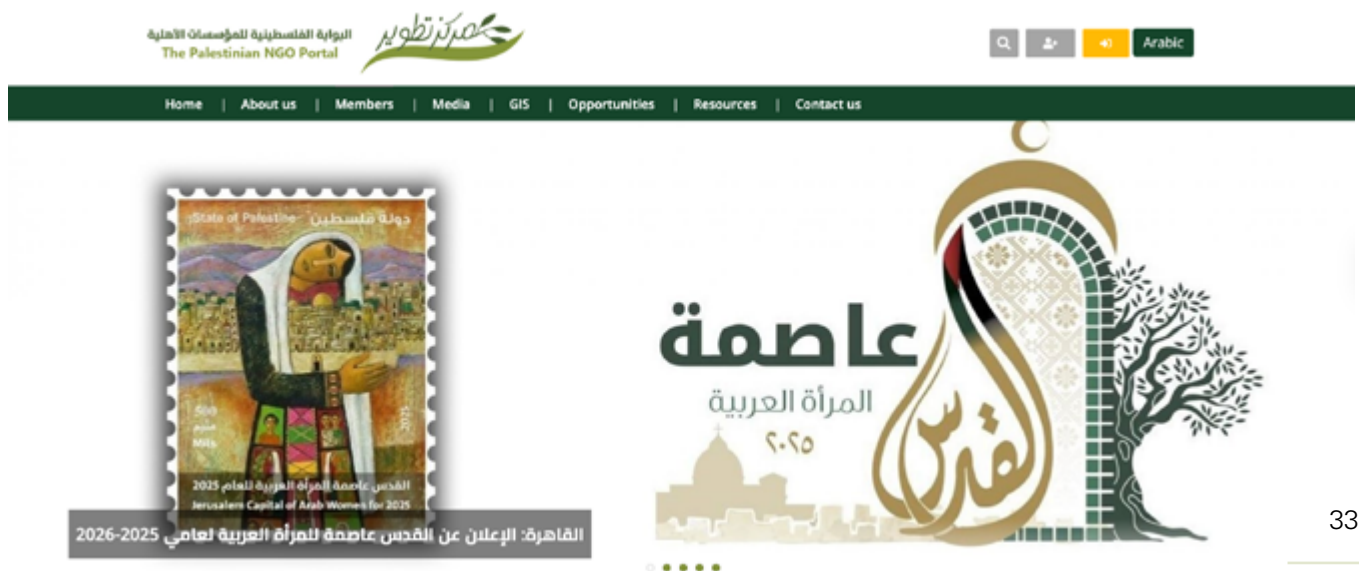 البوابة الفلسطينية للمؤسسات الأهلية
The Palestinian NGO Portal
مركز تطوير
Arabic
Home | About us | Members | Media | GIS | Opportunities | Resources | Contact us
State of Palestine دولة فلسطين
500
Mils
2025
القدس عاصمة المرأة العربية للعام 2025
Jerusalem Capital of Arab Women for 2025
القاهرة: الإعلان عن القدس عاصمة للمرأة العربية لعامي 2025-2026
القدس
عاصمة
المرأة العربية
٢٠٢٥
33